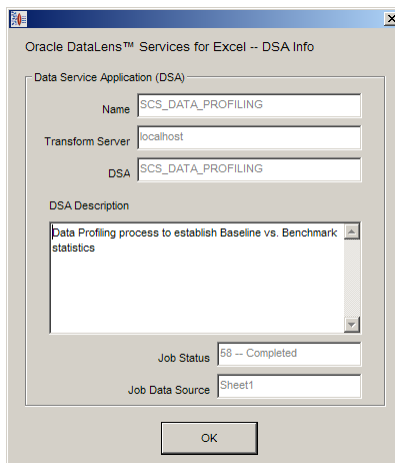 Oracle DataLens™ Services for Excel -- DSA Info
Data Service Application (DSA)
Name SCS_DATA_PROFILING
Transform Server localhost
DSA SCS_DATA_PROFILING
DSA Description
Data Profiling process to establish Baseline vs. Benchmark
statistics
Job Status 58 -- Completed
Job Data Source Sheet1
OK